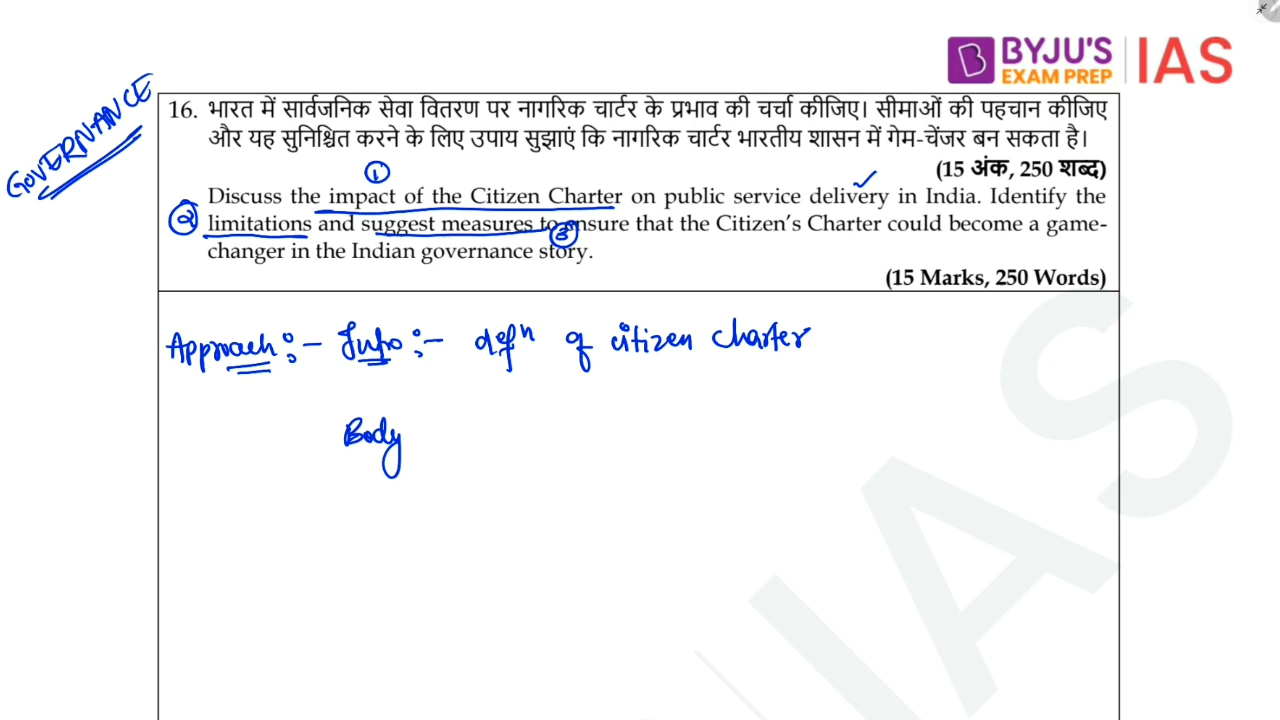 BYJU'S
EXAM PREP
IAS
GOVERNANCE
16. भारत में सार्वजनिक सेवा वितरण पर नागरिक चार्टर के प्रभाव की चर्चा कीजिए। सीमाओं की पहचान कीजिए
और यह सुनिश्चित करने के लिए उपाय सुझाएं कि नागरिक चार्टर भारतीय शासन में गेम-चेंजर बन सकता है।
(15 अंक, 250 शब्द)
1
Discuss the impact of the Citizen Charter on public service delivery in India. Identify the
2 limitations and suggest measures to ensure that the Citizen's Charter could become a game-
3
changer in the Indian governance story.
(15 Marks, 250 Words)
Approach:- Intro:- defn of citizen charter
Body
IAS